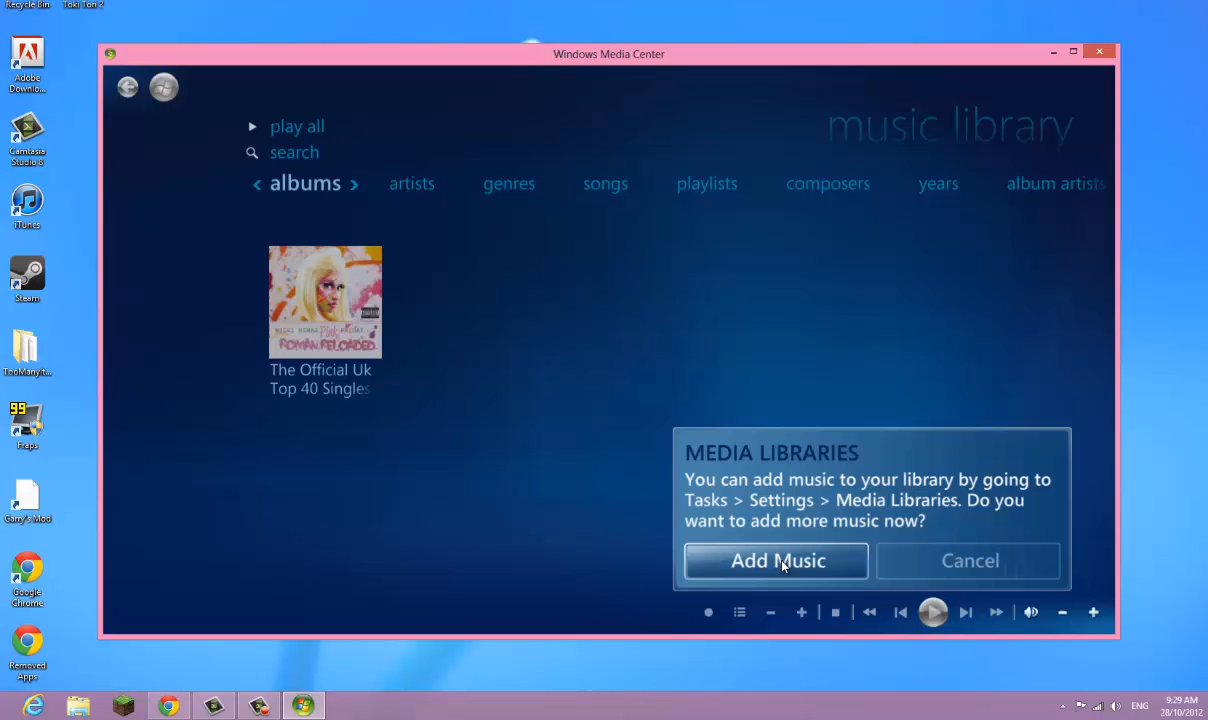 Recycle Bin
Toki Tori 2
Windows Media Center
Adobe
Downlo...
Camtasia
Studio 8
iTunes
Steam
TooManyIt...
99
Fraps
Garry's Mod
Google
Chrome
Removed
Apps
music library
play all
search
albums
artists
genres
songs
playlists
composers
years
album artists
ROMAN RELOADED
The Official Uk
Top 40 Singles
MEDIA LIBRARIES
You can add music to your library by going to
Tasks > Settings > Media Libraries. Do you
want to add more music now?
Add Music
Cancel
ENG
9:29 AM
28/10/2012